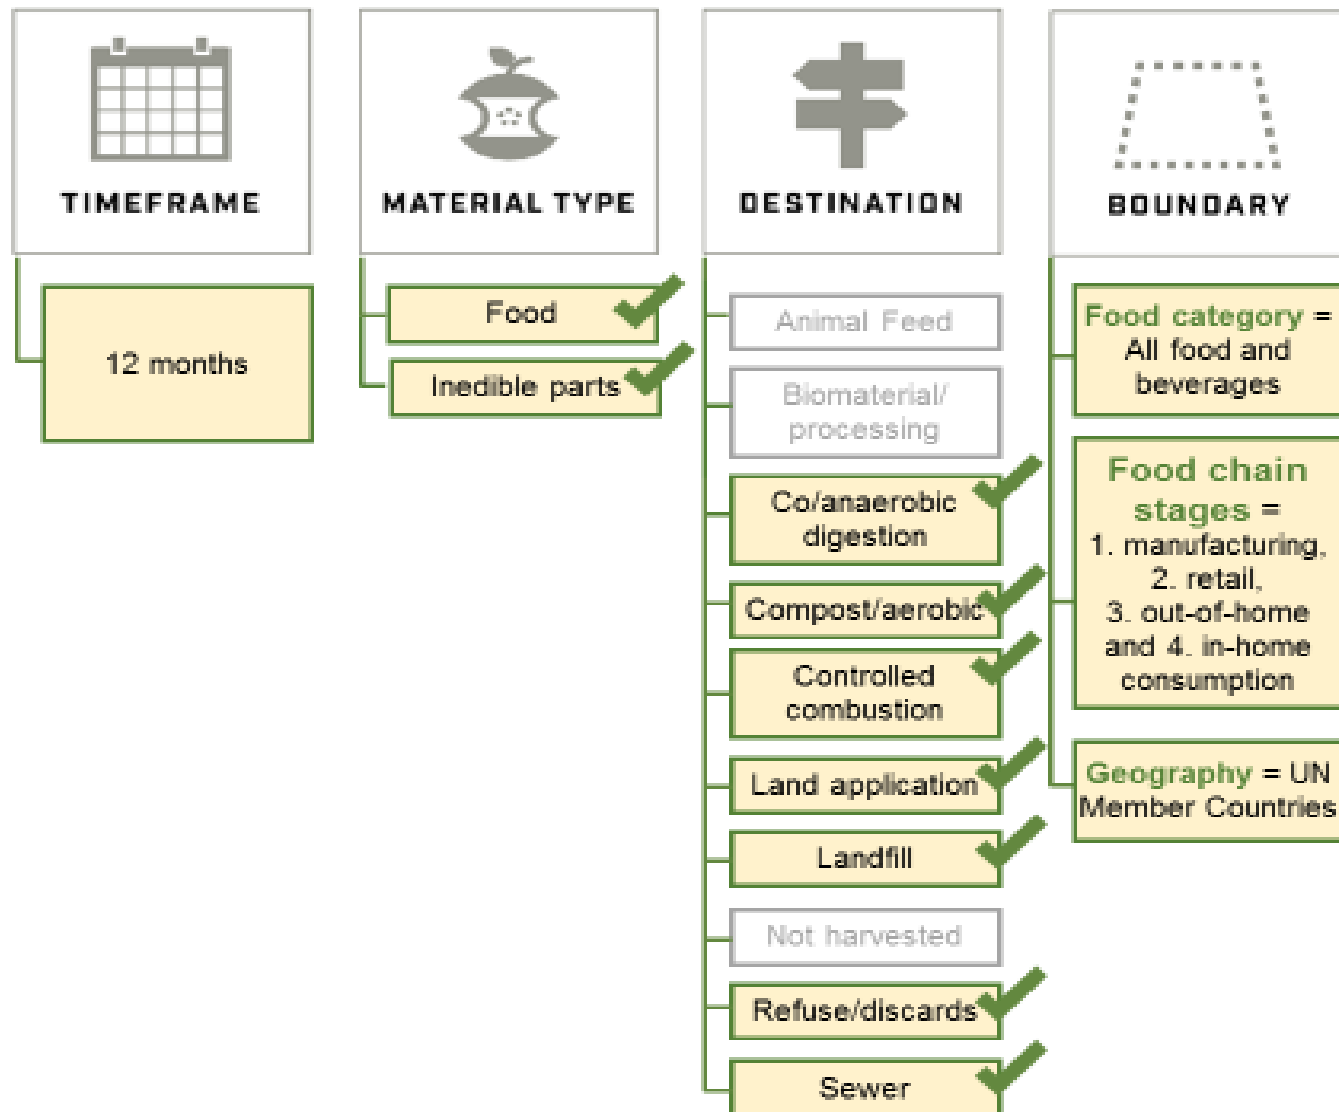 TIMEFRAME
12 months
MATERIAL TYPE
Food
Inedible parts
DESTINATION
Animal Feed
Biomaterial/
processing
Co/anaerobic
digestion
Compost/aerobic
Controlled
combustion
Land application
Landfill
Not harvested
Refuse/discards
Sewer
BOUNDARY
Food category =
All food and
beverages
Food chain
stages =
1. manufacturing,
2. retail,
3. out-of-home
and 4. in-home
consumption
Geography = UN
Member Countries